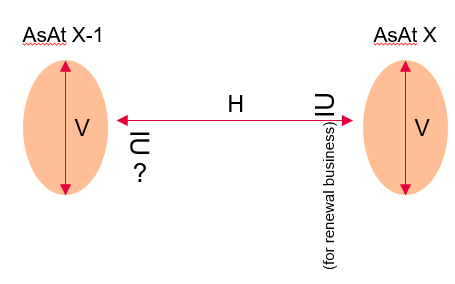 AsAt X-1
AsAt X
H
⊇
V
V
⊆
?
(for renewal business)